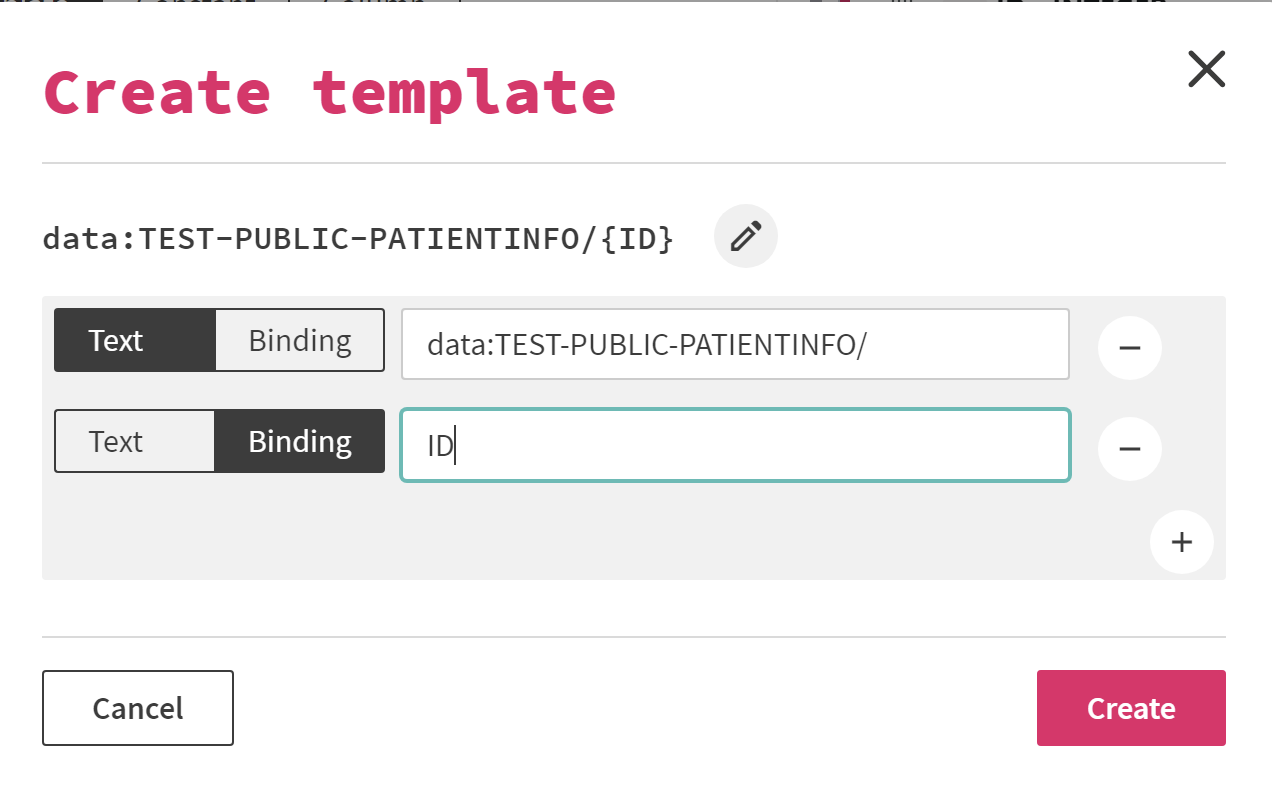 Create template
data:TEST-PUBLIC-PATIENTINFO/{ID}
Text Binding data:TEST-PUBLIC-PATIENTINFO/
Text Binding ID
Cancel Create